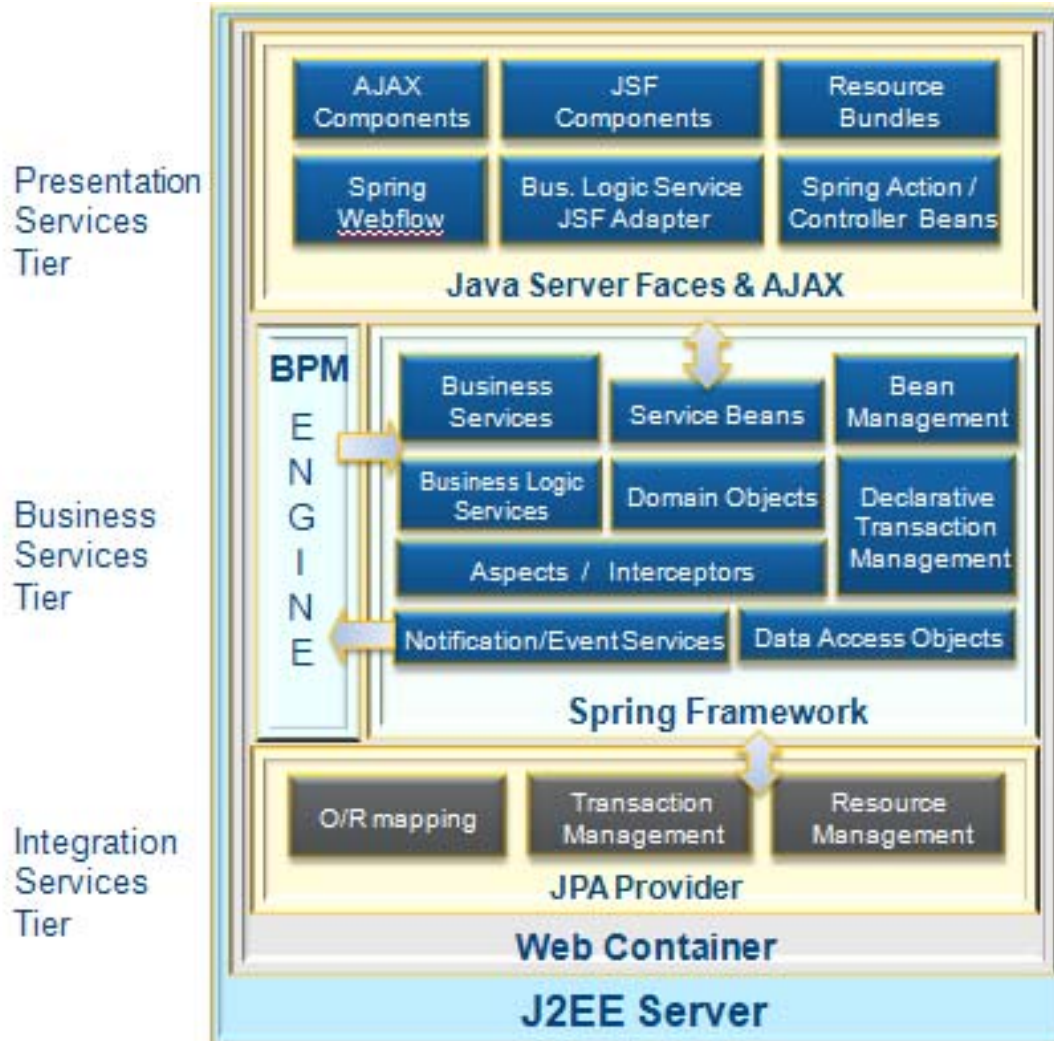 Presentation
Services
Tier
AJAX
Components
JSF
Components
Resource
Bundles
Spring
Webflow
Bus. Logic Service
JSF Adapter
Spring Action /
Controller Beans
Java Server Faces & AJAX
Business
Services
Tier
BPM
E
N
G
I
N
E
Business
Services
Service Beans
Bean
Management
Business Logic
Services
Domain Objects
Declarative
Transaction
Management
Aspects / Interceptors
Notification/Event Services
Data Access Objects
Spring Framework
Integration
Services
Tier
O/R mapping
Transaction
Management
Resource
Management
JPA Provider
Web Container
J2EE Server